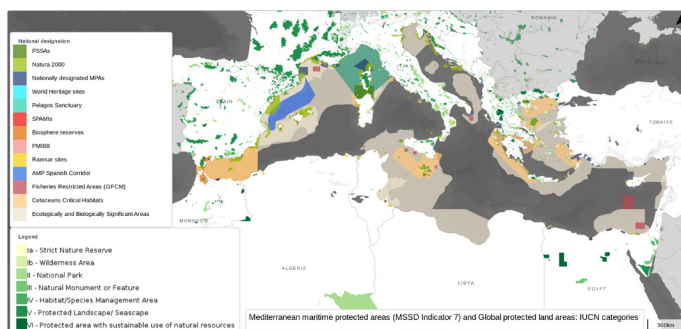 ROMANIA
National designation
PSSAs
Natura 2000
Nationally designated MPAs
World Heritage sites
Pelagos Sanctuary
SPAMIs
Biosphere reserves
PMIBB
Ramsar sites
AMP Spanish Corridor
Fisheries Restricted Areas (GFCM)
Cetaceans Critical Habitats
Ecologically and Biologically Significant Areas
SPAIN
TÜRKIYE
MOROCCO
ALGERIA
LIBYA
EGYPT
Legend
Ia - Strict Nature Reserve
Ib - Wilderness Area
II - National Park
III - Natural Monument or Feature
IV - Habitat/Species Management Area
V - Protected Landscape/ Seascape
VI - Protected area with sustainable use of natural resources
Mediterranean maritime protected areas (MSSD Indicator 7) and Global protected land areas: IUCN categories
300km